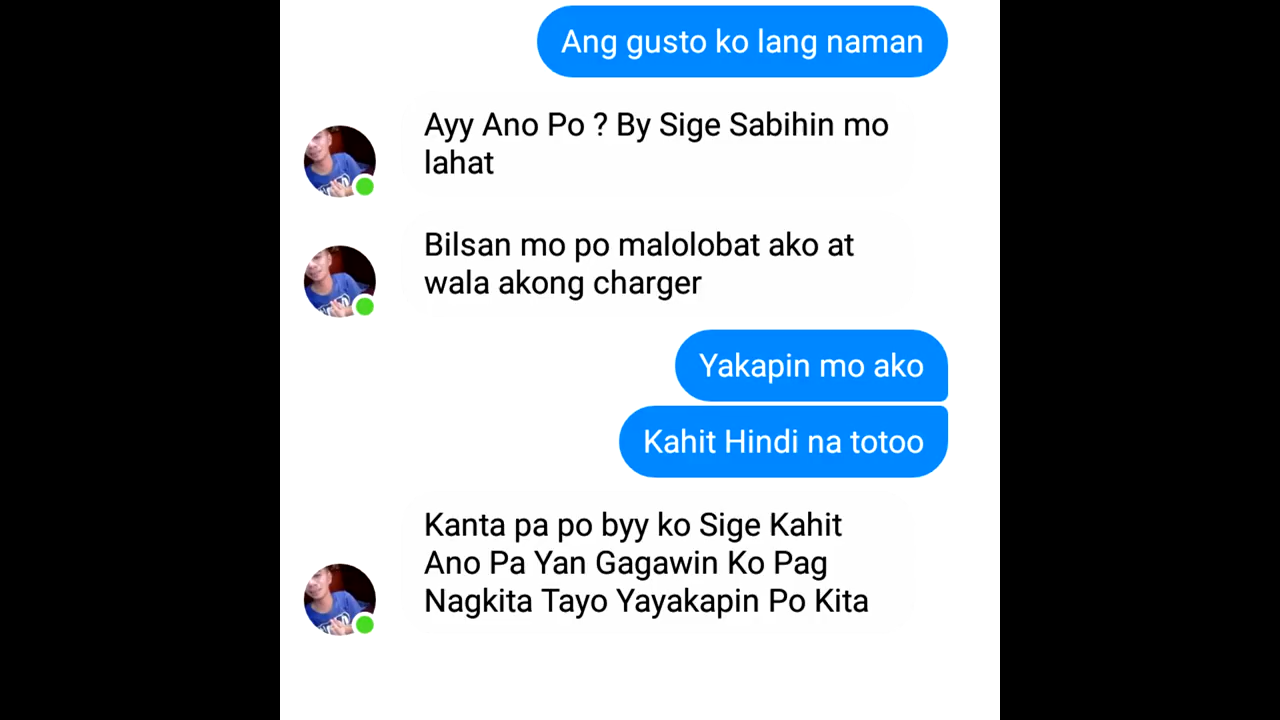 Ang gusto ko lang naman
Ayy Ano Po ? By Sige Sabihin mo
lahat
Bilsan mo po malolobat ako at
wala akong charger
Yakapin mo ako
Kahit Hindi na totoo
Kanta pa po byy ko Sige Kahit
Ano Pa Yan Gagawin Ko Pag
Nagkita Tayo Yayakapin Po Kita